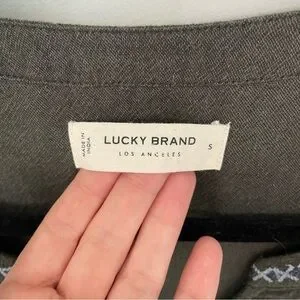 MADE IN
INDIA
LUCKY BRAND
LOS ANGELES
S